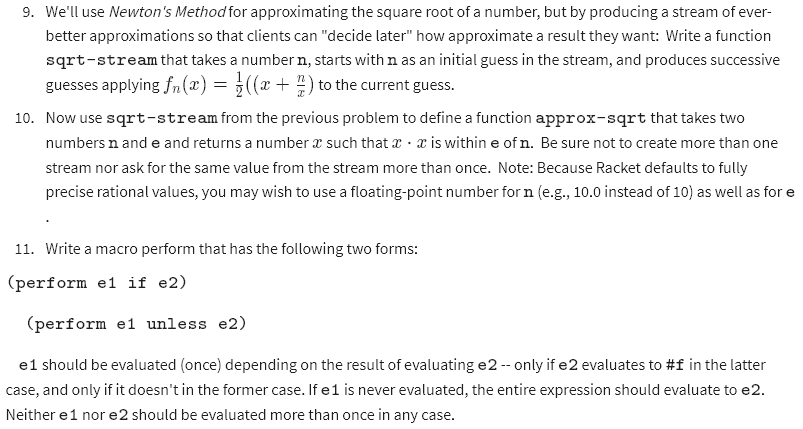 9. We'll use Newton's Method for approximating the square root of a number, but by producing a stream of ever-
better approximations so that clients can "decide later" how approximate a result they want: Write a function
sqrt-stream that takes a number n, starts with n as an initial guess in the stream, and produces successive
guesses applying fₙ(x) = ½((x + n/x) to the current guess.
10. Now use sqrt-stream from the previous problem to define a function approx-sqrt that takes two
numbers n and e and returns a number x such that x · x is within e of n. Be sure not to create more than one
stream nor ask for the same value from the stream more than once. Note: Because Racket defaults to fully
precise rational values, you may wish to use a floating-point number for n (e.g., 10.0 instead of 10) as well as for e
.
11. Write a macro perform that has the following two forms:
(perform e1 if e2)
(perform e1 unless e2)
e1 should be evaluated (once) depending on the result of evaluating e2 -- only if e2 evaluates to #f in the latter
case, and only if it doesn't in the former case. If e1 is never evaluated, the entire expression should evaluate to e2.
Neither e1 nor e2 should be evaluated more than once in any case.